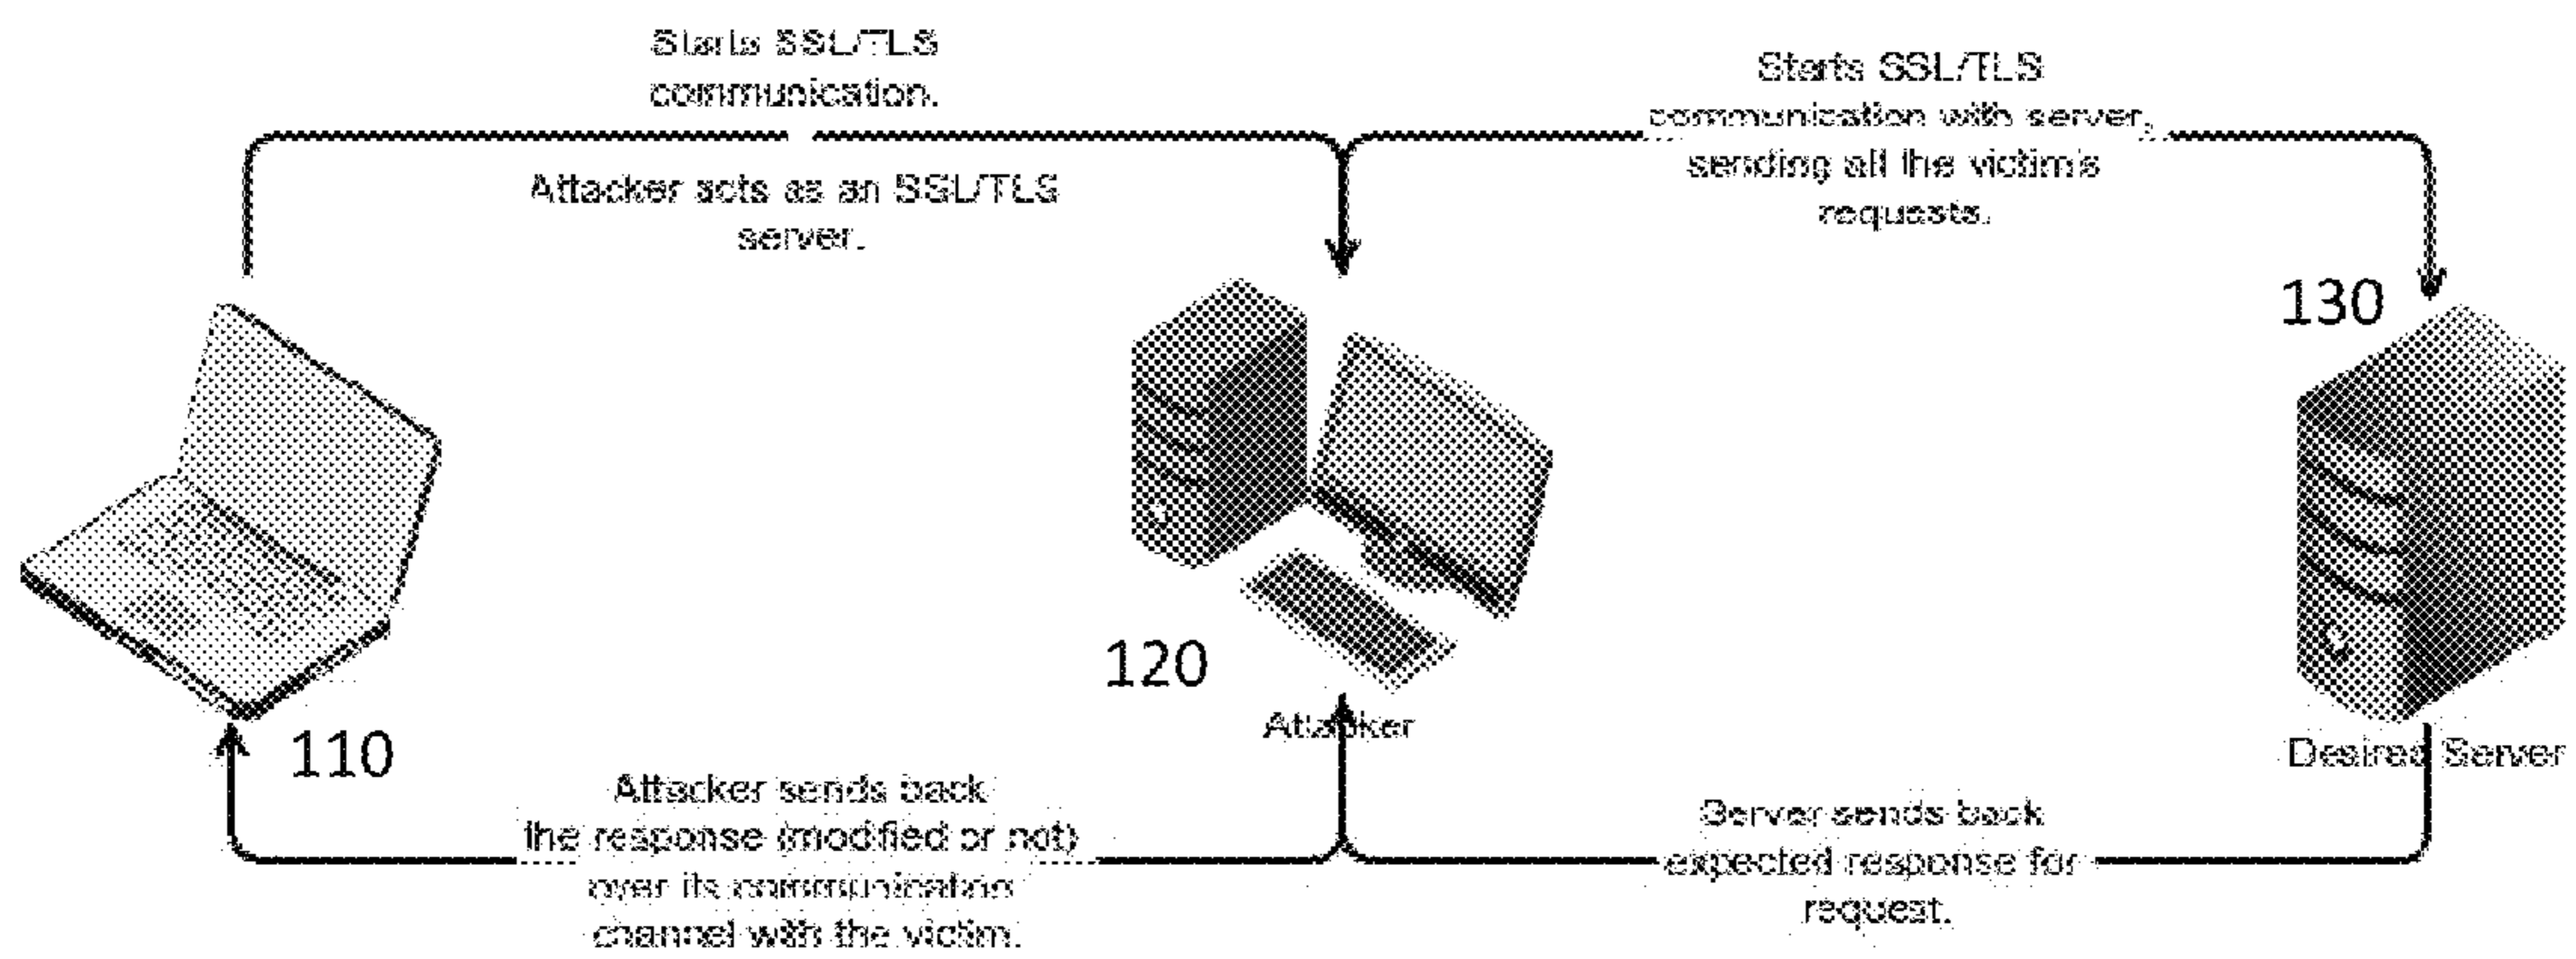 Starts SSL/TLS
communication.
Attacker acts as an SSL/TLS
server.
Starts SSL/TLS
communication with server,
sending all the victim's
requests.
130
120
Attacker
110
Desired Server
Attacker sends back
the response (modified or not)
over its communication
channel with the victim.
Server sends back
expected response for
request.